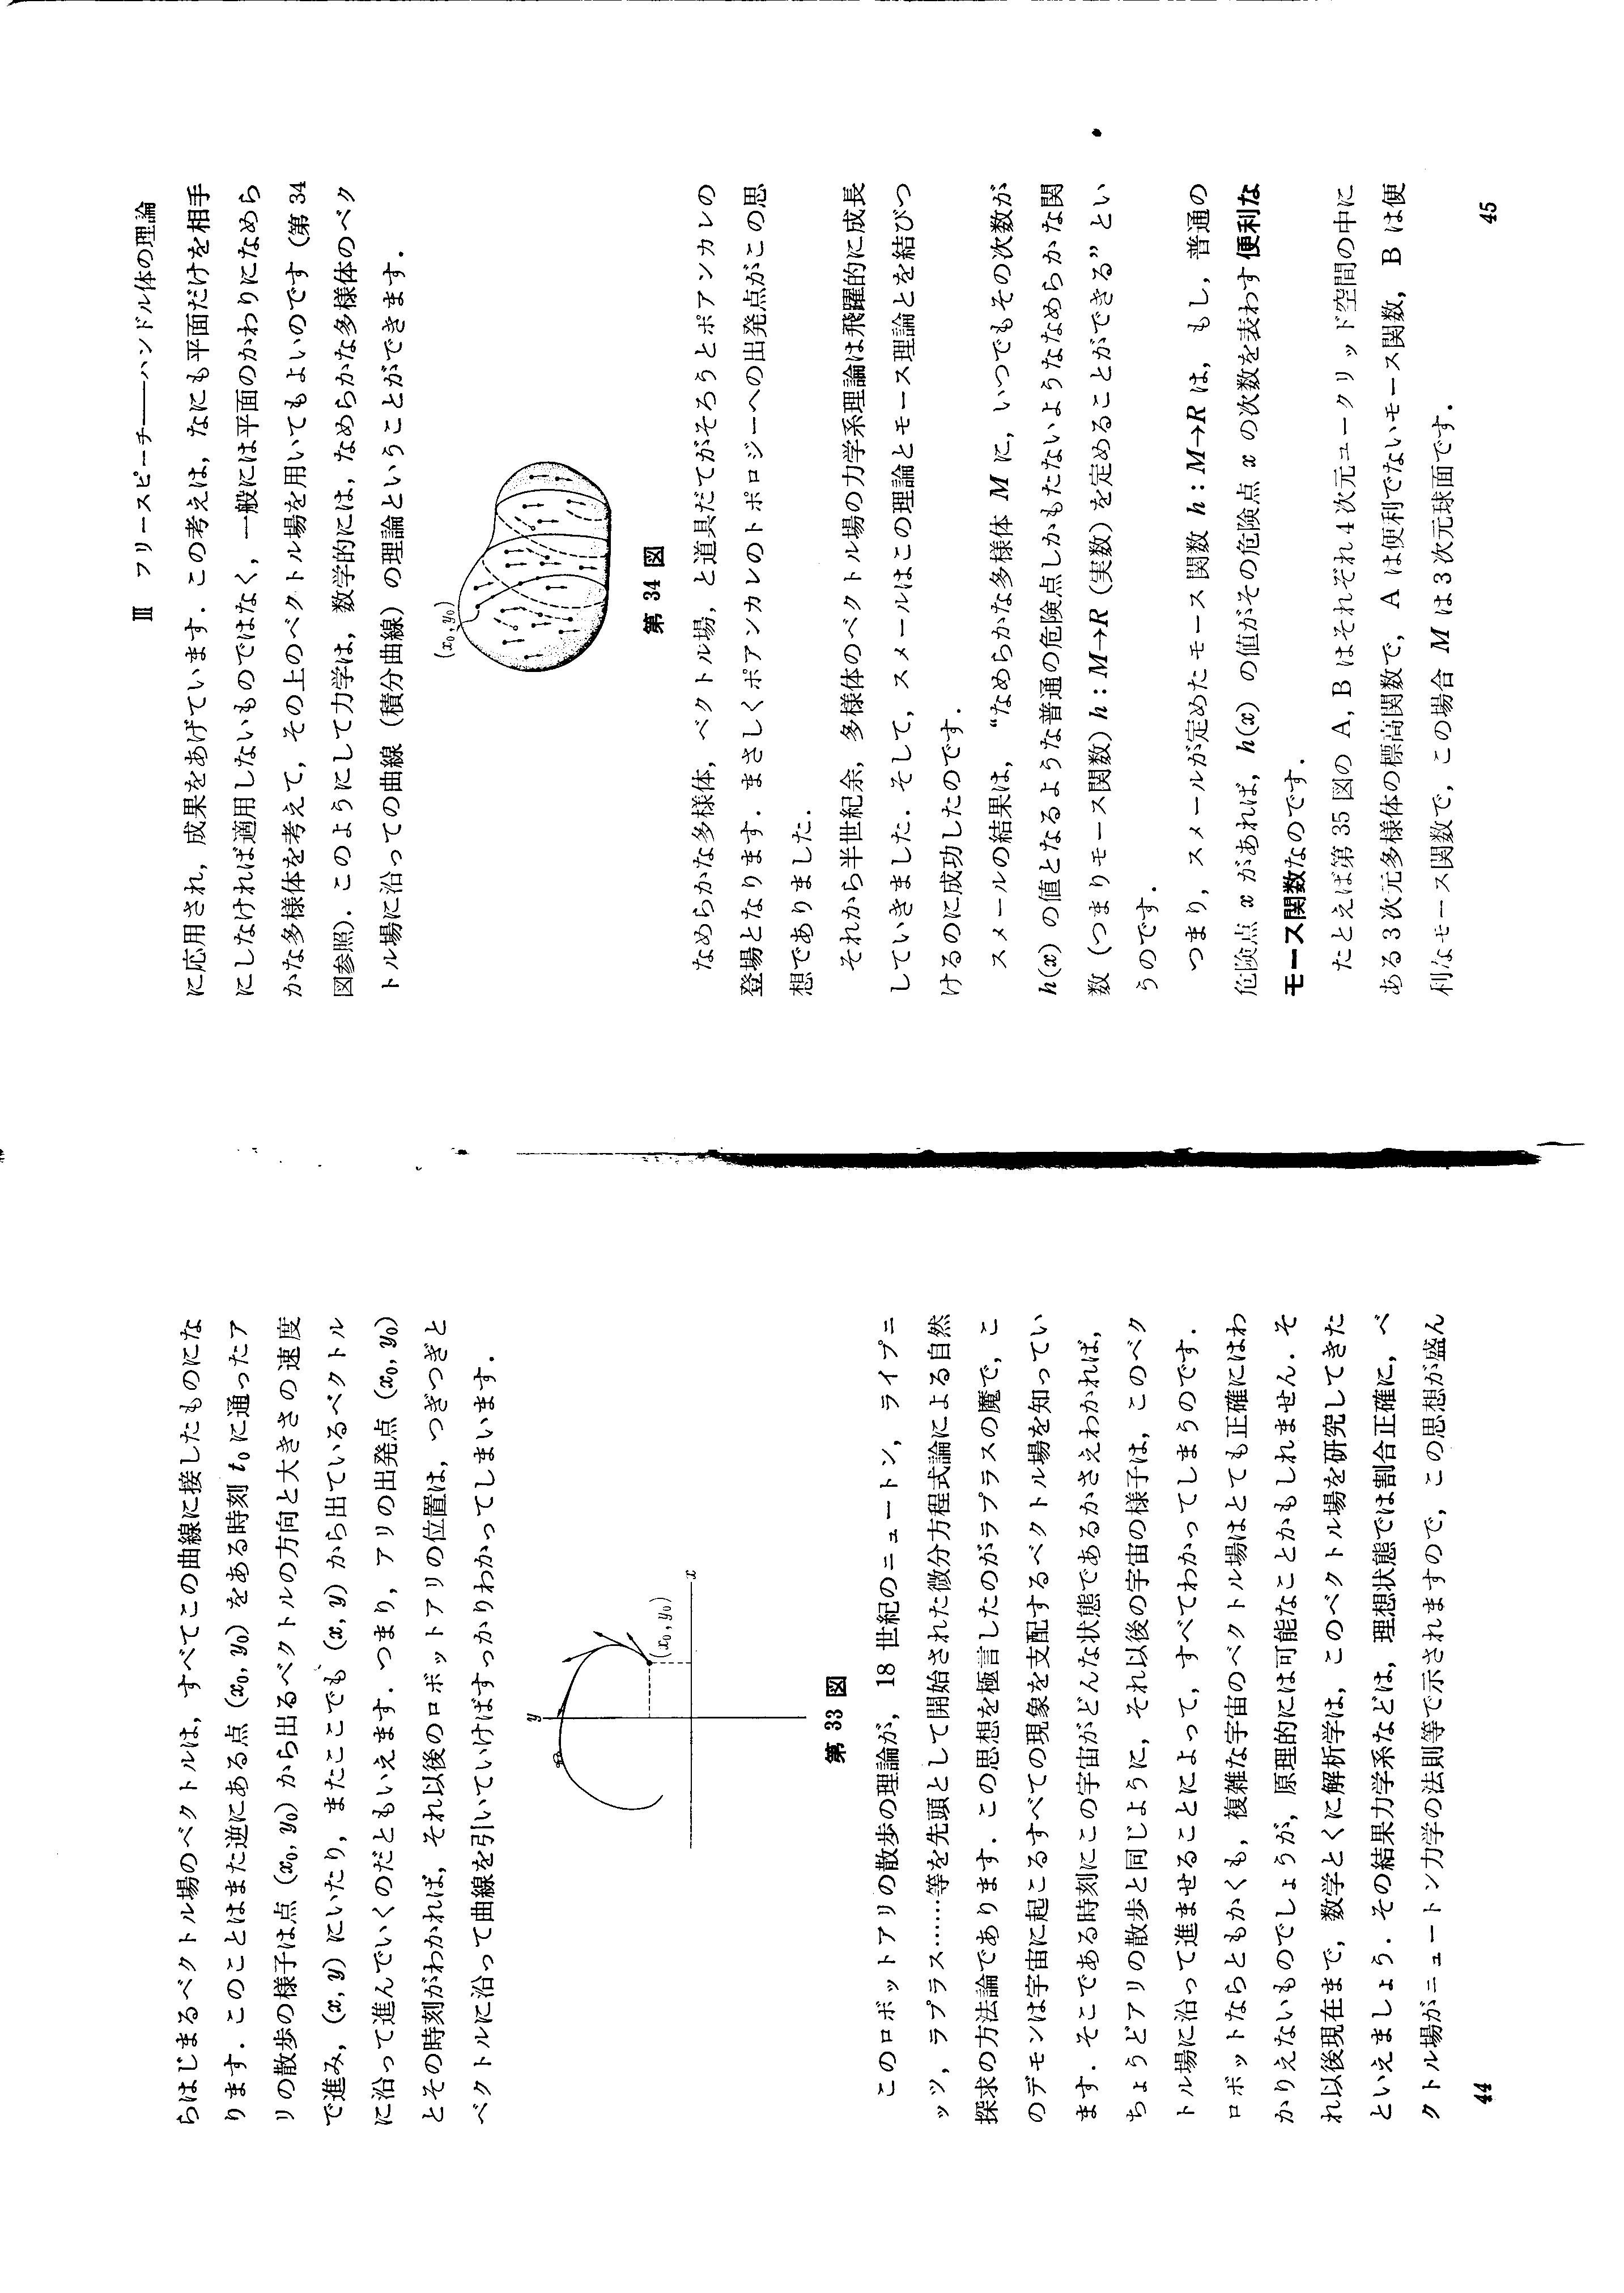 ちはじまるベクトル場のベクトルは，すべてこの曲線に接したものにな
ります．このことはまた逆にある点 (x₀, y₀) をある時刻 t₀ に通ったア
リの散歩の様子は点 (x₀, y₀) から出るベクトルの方向と大きさの速度
で進み，(x, y) にいたり，またここでも (x, y) から出ているベクトル
に沿って進んでいくのだともいえます．つまり，アリの出発点 (x₀, y₀)
とその時刻がわかれば，それ以後のロボットアリの位置は，つぎつぎと
ベクトルに沿って曲線を引いていけばすっかりわかってしまいます．
y
(x₀, y₀)
x
第 33 図
このロボットアリの散歩の理論が，18 世紀のニュートン，ライプニ
ッツ，ラプラス……等を先頭として開始された微分方程式論による自然
探求の方法論であります．この思想を極言したのがラプラスの魔で，こ
のデモンは宇宙に起こるすべての現象を支配するベクトル場を知ってい
ます．そこである時刻にこの宇宙がどんな状態であるかさえわかれば，
ちょうどアリの散歩と同じように，それ以後の宇宙の様子は，このベク
トル場に沿って進ませることによって，すべてわかってしまうのです．
ロボットならともかくも，複雑な宇宙のベクトル場はとても正確にはわ
かりえないものでしょうが，原理的には可能なことかもしれません．そ
れ以後現在まで，数学とくに解析学は，このベクトル場を研究してきた
といえましょう．その結果力学系などは，理想状態では割合正確に，ベ
クトル場がニュートン力学の法則等で示されますので，この思想が盛ん
44
Ⅲ フリースピーチ——ハンドル体の理論
に応用され，成果をあげています．この考えは，なにも平面だけを相手
にしなければ適用しないものではなく，一般には平面のかわりになめら
かな多様体を考えて，その上のベクトル場を用いてもよいのです (第 34
図参照)．このようにして力学は，数学的には，なめらかな多様体のベク
トル場に沿っての曲線 (積分曲線) の理論ということができます．
(x₀, y₀)
第 34 図
なめらかな多様体，ベクトル場，と道具だてがそろうとポアンカレの
登場となります．まさしくポアンカレのトポロジーへの出発点がこの思
想でありました．
それから半世紀余，多様体のベクトル場の力学系理論は飛躍的に成長
していきました．そして，スメールはこの理論とモース理論とを結びつ
けるのに成功したのです．
スメールの結果は，“なめらかな多様体 M に，いつでもその次数が
h(x) の値となるような普通の危険点しかもたないようななめらかな関
数 (つまりモース関数) h : M→R (実数) を定めることができる” とい
うのです．
つまり，スメールが定めたモース関数 h : M→R は，もし，普通の
危険点 x があれば，h(x) の値がその危険点 x の次数を表わす便利な
モース関数なのです．
たとえば第 35 図の A, B はそれぞれ 4 次元ユークリッド空間の中に
ある 3 次元多様体の標高関数で，A は便利でないモース関数，B は便
利なモース関数で，この場合 M は 3 次元球面です．
45